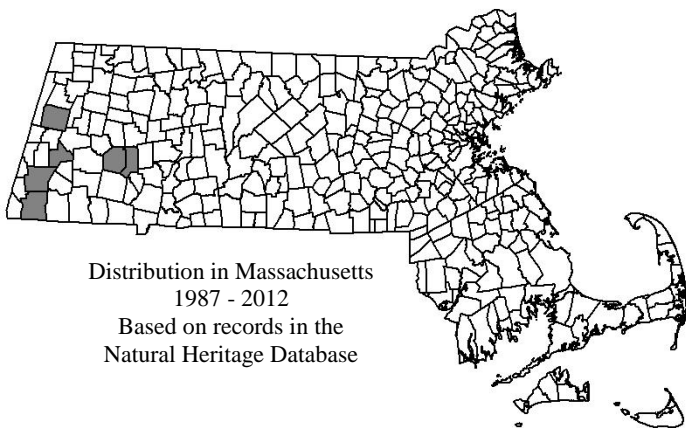 Distribution in Massachusetts
1987 - 2012
Based on records in the
Natural Heritage Database